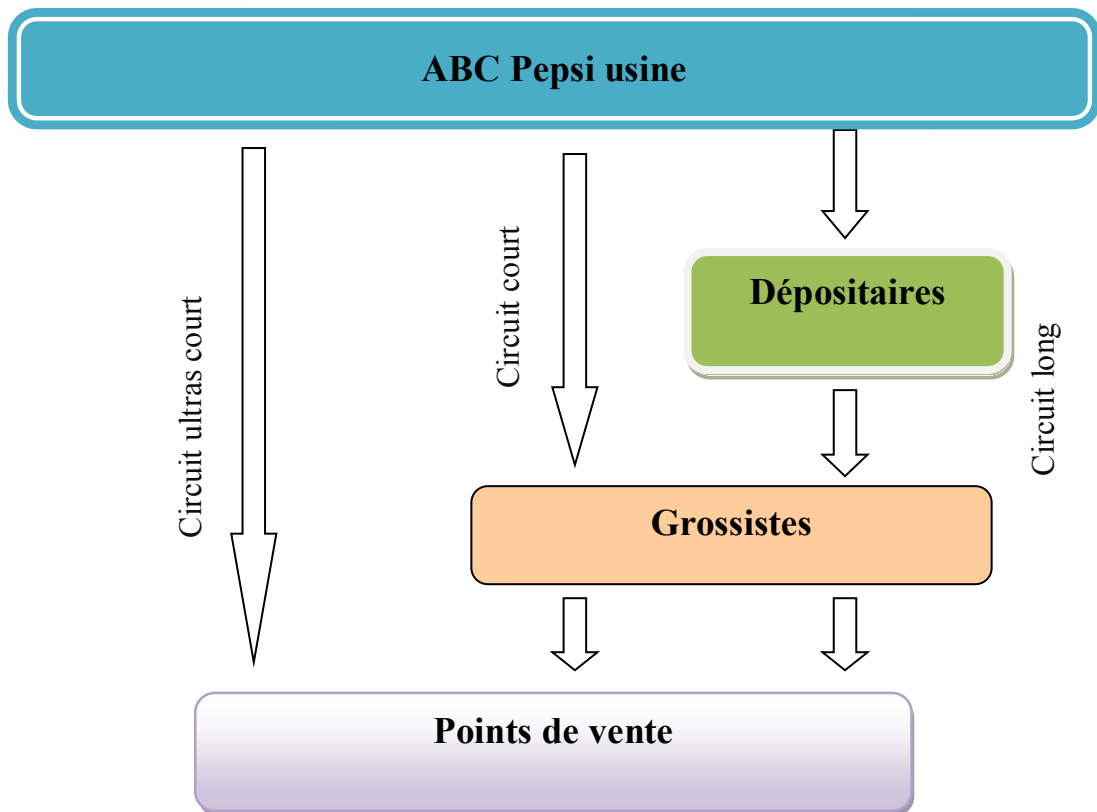 ABC Pepsi usine
Circuit ultras court
Circuit court
Dépositaires
Circuit long
Grossistes
Points de vente